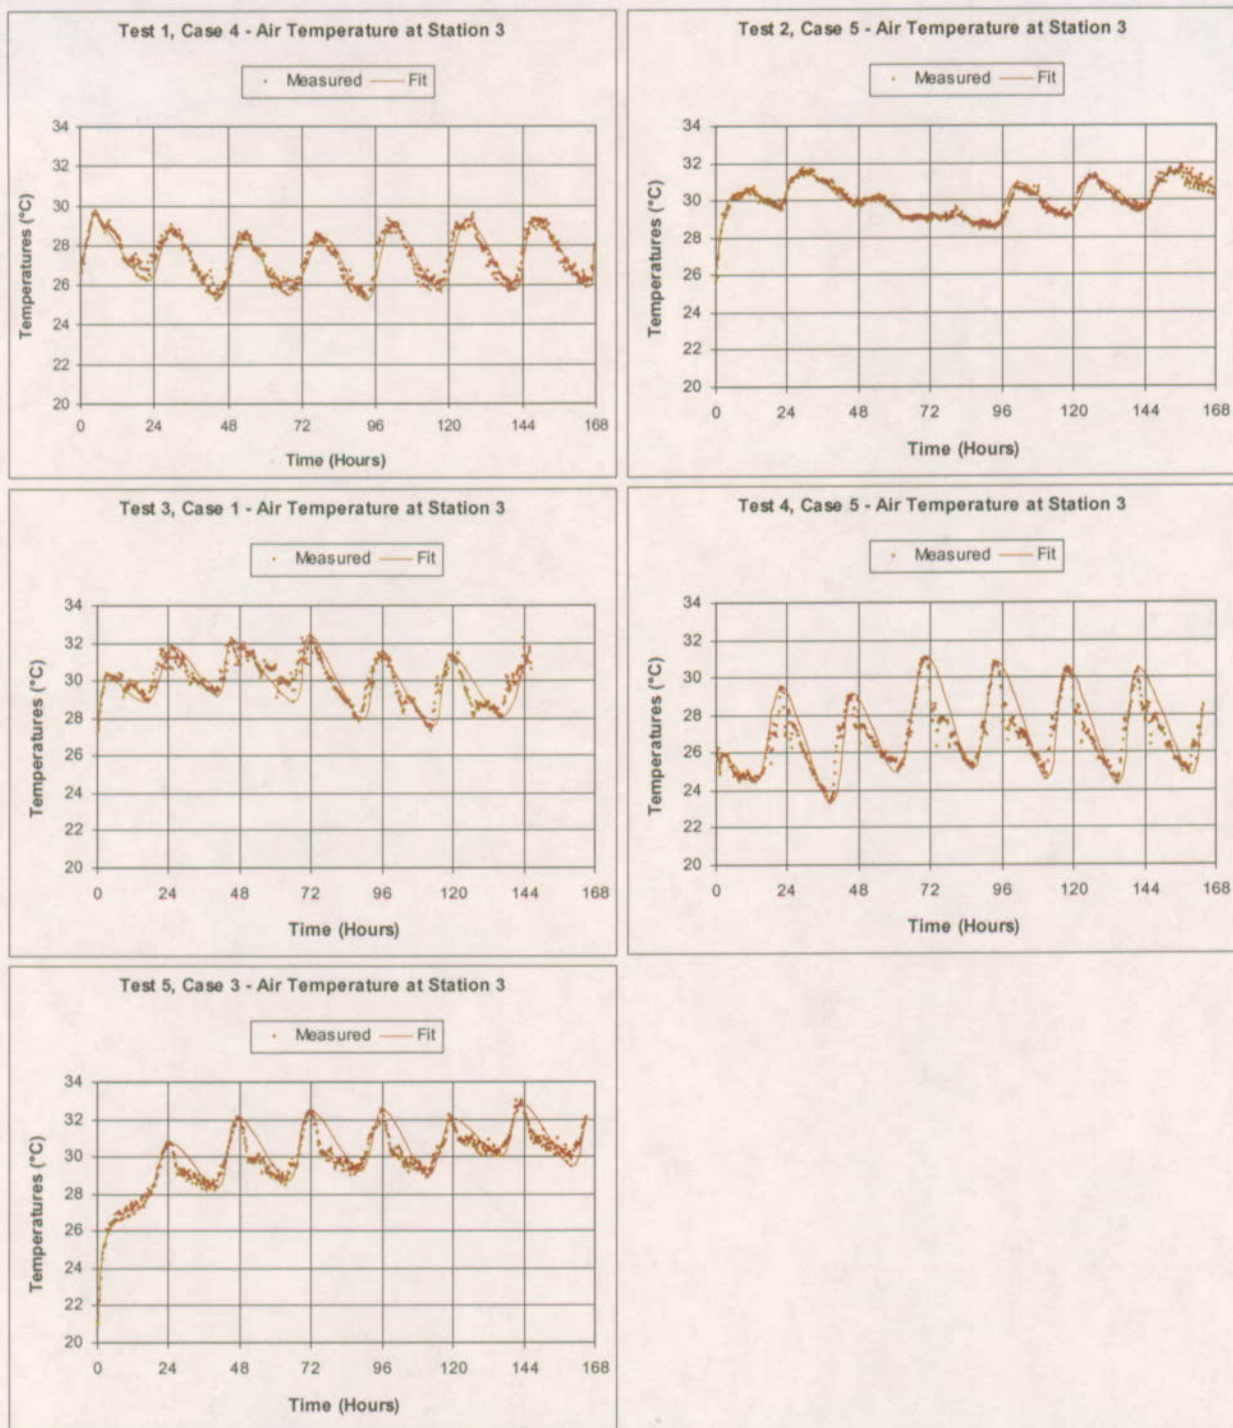 Test 1, Case 4 - Air Temperature at Station 3
Measured Fit
Temperatures (°C)
34
32
30
28
26
24
22
20
0 24 48 72 96 120 144 168
Time (Hours)
Test 2, Case 5 - Air Temperature at Station 3
Measured Fit
Temperatures (°C)
34
32
30
28
26
24
22
20
0 24 48 72 96 120 144 168
Time (Hours)
Test 3, Case 1 - Air Temperature at Station 3
Measured Fit
Temperatures (°C)
34
32
30
28
26
24
22
20
0 24 48 72 96 120 144 168
Time (Hours)
Test 4, Case 5 - Air Temperature at Station 3
Measured Fit
Temperatures (°C)
34
32
30
28
26
24
22
20
0 24 48 72 96 120 144 168
Time (Hours)
Test 5, Case 3 - Air Temperature at Station 3
Measured Fit
Temperatures (°C)
34
32
30
28
26
24
22
20
0 24 48 72 96 120 144 168
Time (Hours)